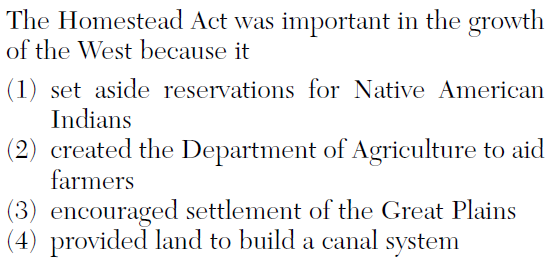 The Homestead Act was important in the growth
of the West because it
(1) set aside reservations for Native American
Indians
(2) created the Department of Agriculture to aid
farmers
(3) encouraged settlement of the Great Plains
(4) provided land to build a canal system